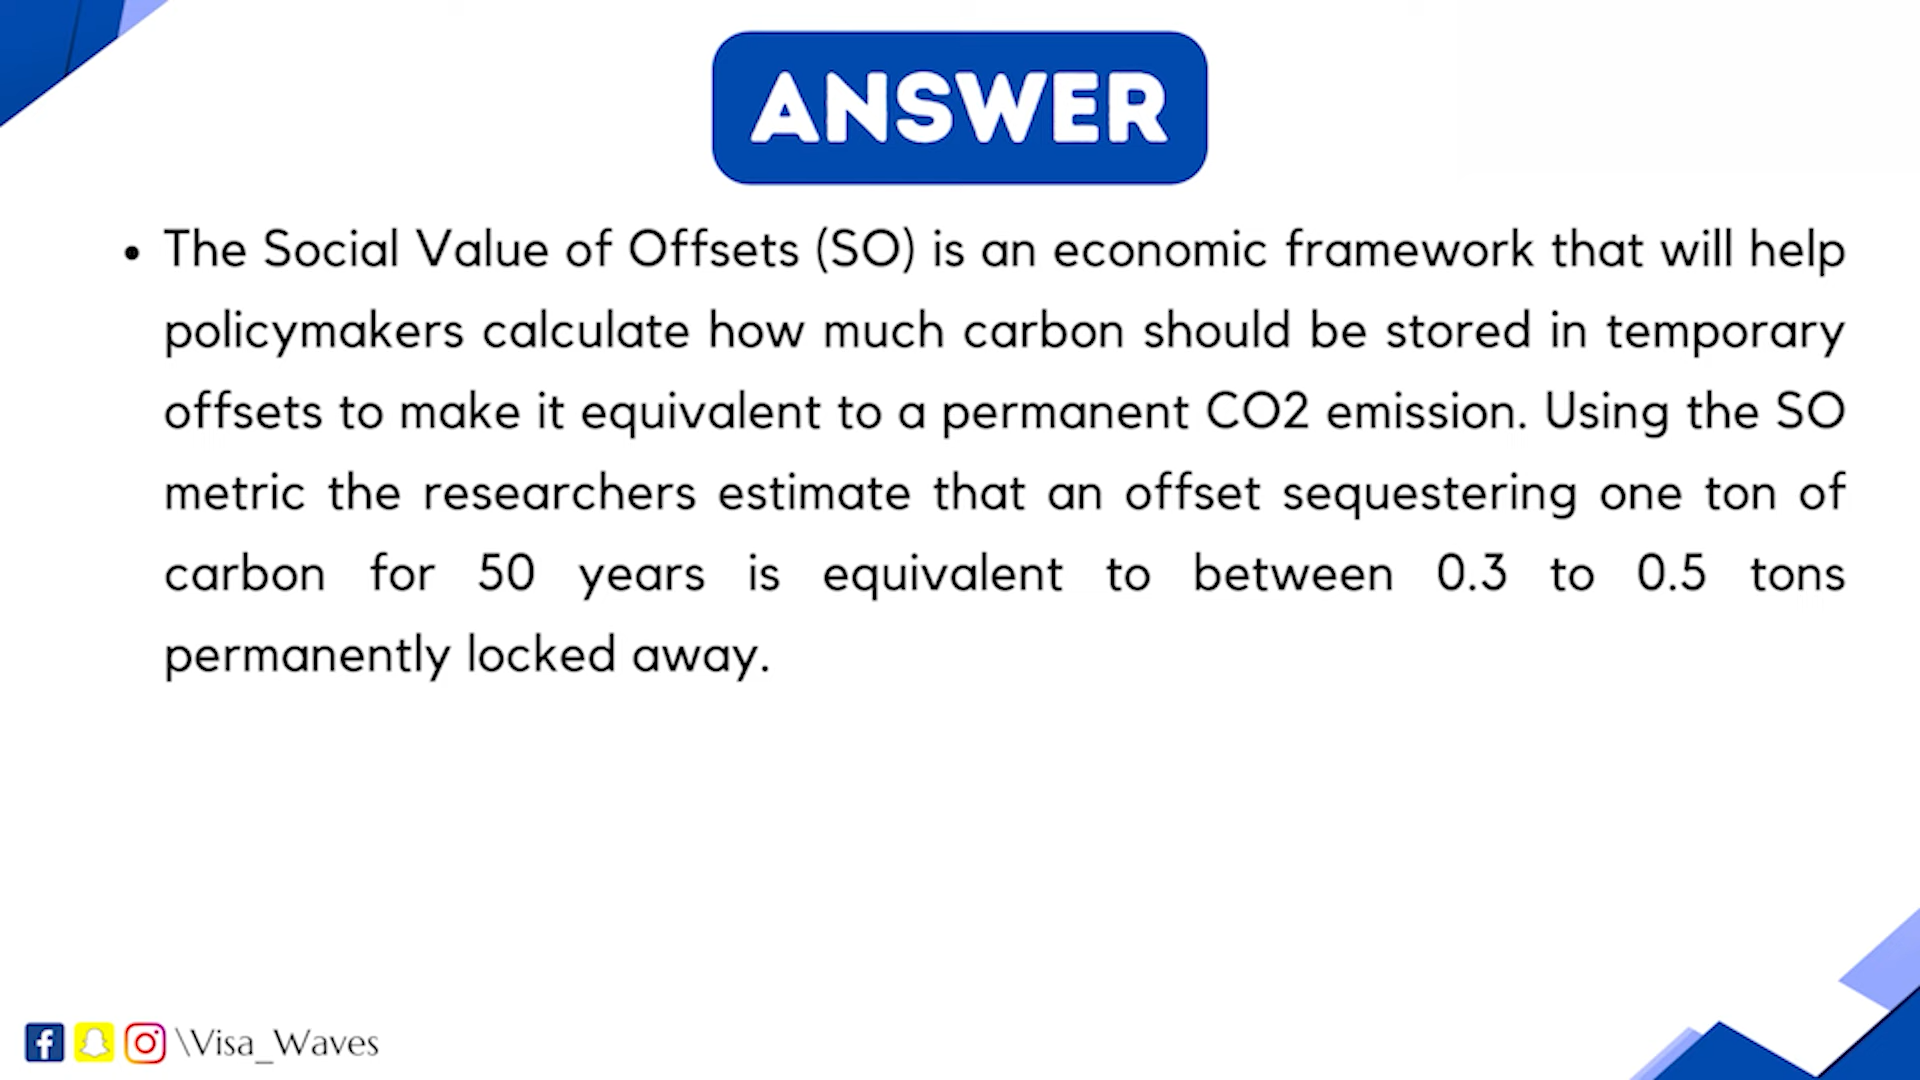 ANSWER
• The Social Value of Offsets (SO) is an economic framework that will help
policymakers calculate how much carbon should be stored in temporary
offsets to make it equivalent to a permanent CO2 emission. Using the SO
metric the researchers estimate that an offset sequestering one ton of
carbon for 50 years is equivalent to between 0.3 to 0.5 tons
permanently locked away.
\Visa_Waves